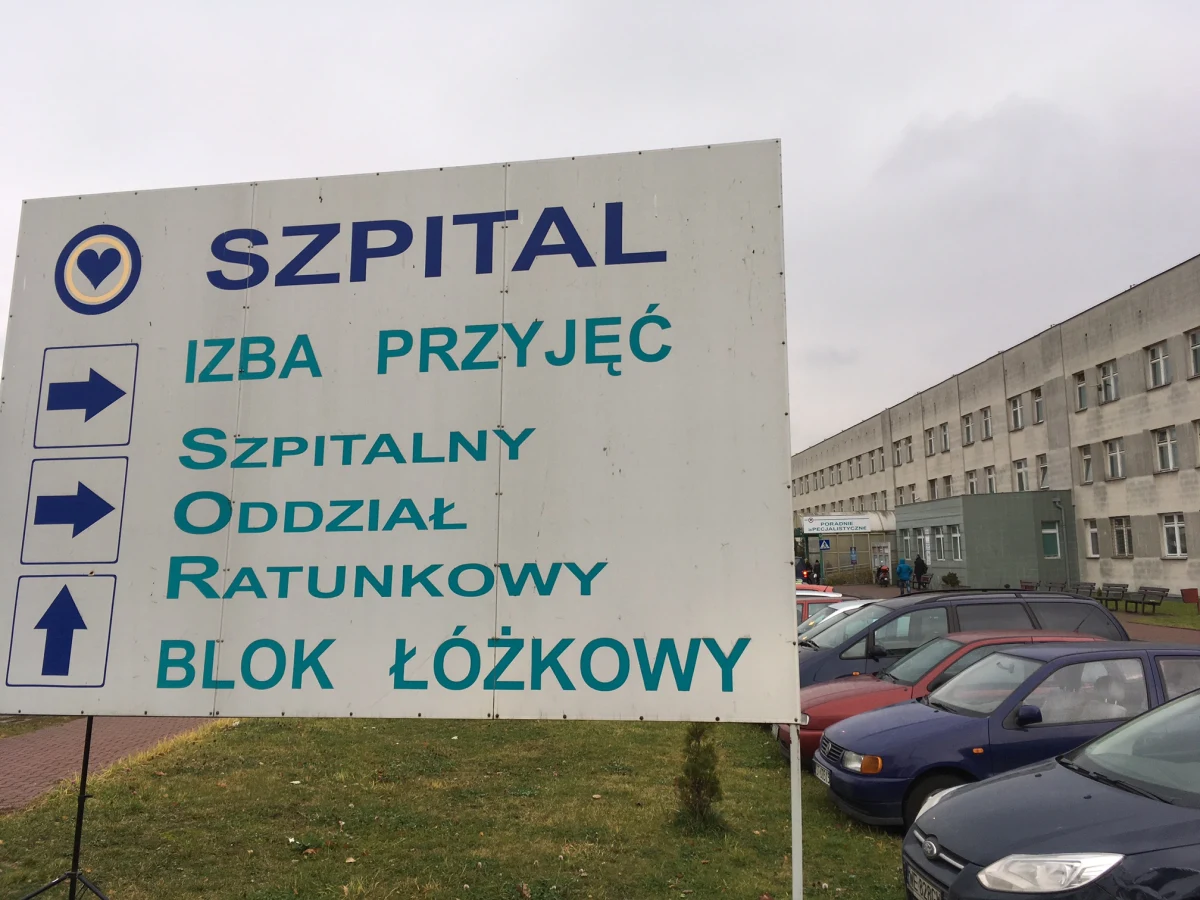 SZPITAL
IZBA PRZYJĘĆ
SZPITALNY
ODDZIAŁ
RATUNKOWY
BLOK ŁÓŻKOWY
PORADNIE
SPECJALISTYCZNE